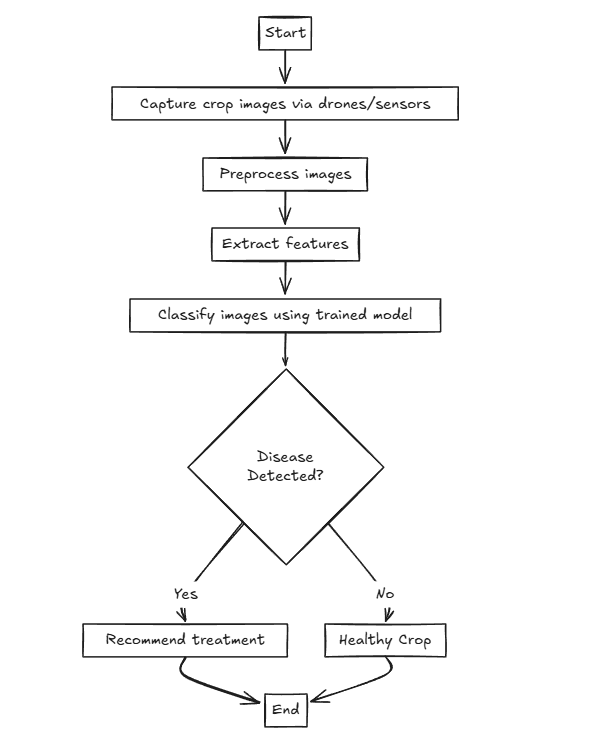 Start
Capture crop images via drones/sensors
Preprocess images
Extract features
Classify images using trained model
Disease
Detected?
Yes
No
Recommend treatment
Healthy Crop
End